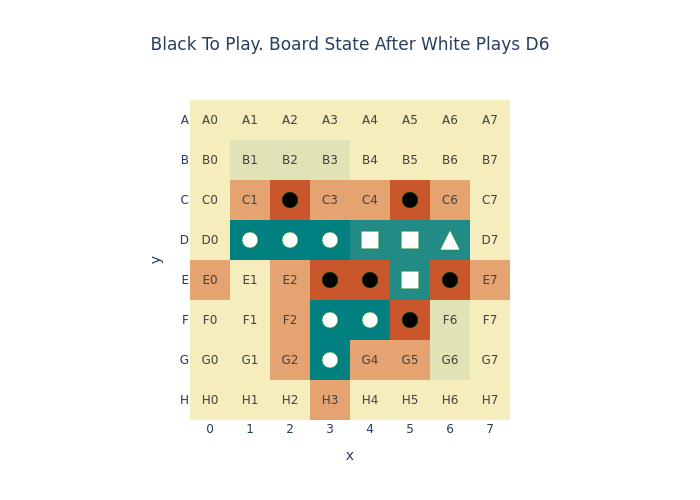 Black To Play. Board State After White Plays D6
A A0 A1 A2 A3 A4 A5 A6 A7
B B0 B1 B2 B3 B4 B5 B6 B7
C C0 C1 C3 C4 C6 C7
D D0 D7
y
E E0 E1 E2 E7
F F0 F1 F2 F6 F7
G G0 G1 G2 G4 G5 G6 G7
H H0 H1 H2 H3 H4 H5 H6 H7
0 1 2 3 4 5 6 7
x